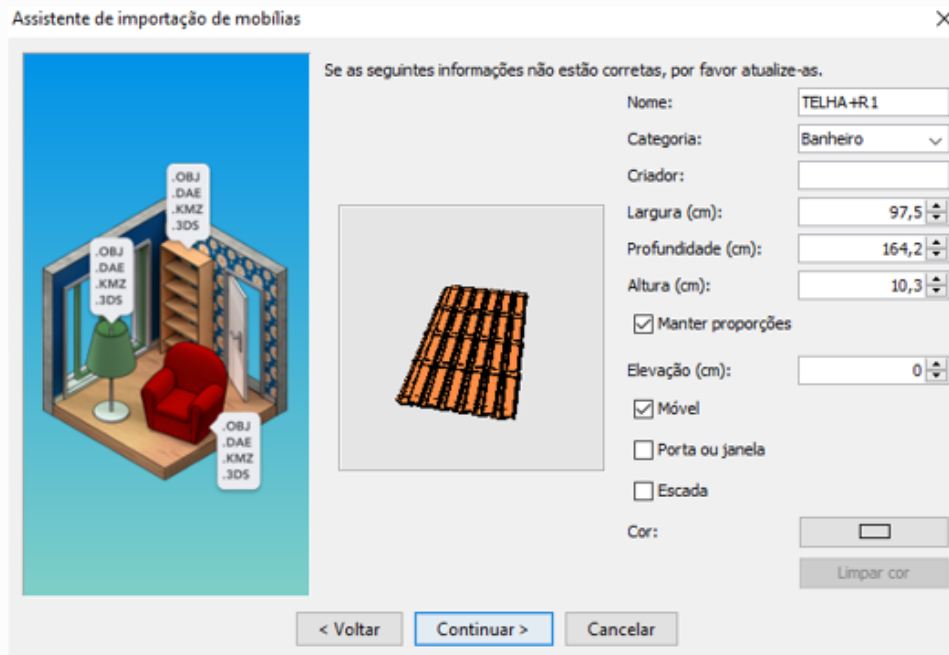 Assistente de importação de mobílias
Se as seguintes informações não estão corretas, por favor atualize-as.
.OBJ
.DAE
.KMZ
.3DS
.OBJ
.DAE
.KMZ
.3DS
.OBJ
.DAE
.KMZ
.3DS
Nome: TELHA+R1
Categoria: Banheiro
Criador:
Largura (cm): 97,5
Profundidade (cm): 164,2
Altura (cm): 10,3
Manter proporções
Elevação (cm): 0
Móvel
Porta ou janela
Escada
Cor:
Limpar cor
< Voltar Continuar > Cancelar